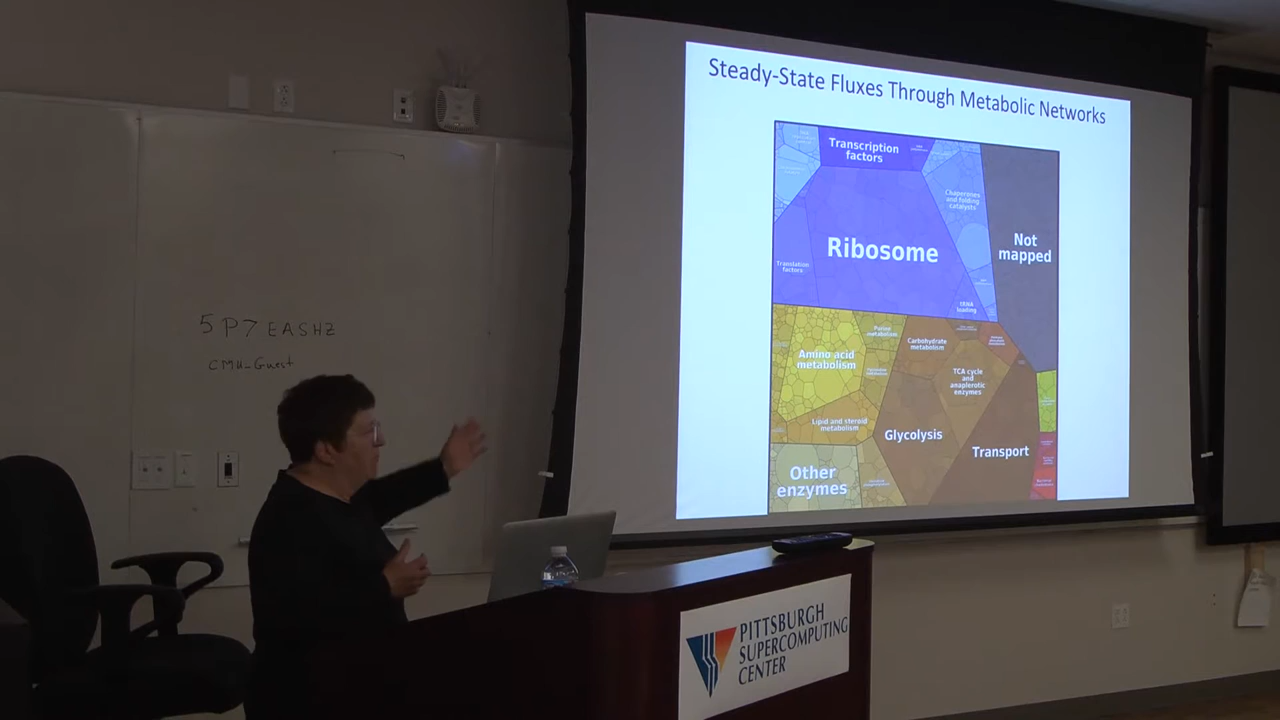 Steady-State Fluxes Through Metabolic Networks
Transcription
factors
Chaperones
and folding
catalysts
Ribosome
Not
mapped
Translation
factors
tRNA
loading
Purine
metabolism
Carbohydrate
metabolism
Amino acid
metabolism
TCA cycle
and
anaplerotic
enzymes
Lipid and steroid
metabolism
Glycolysis
Transport
Other
enzymes
5P7EASHZ
CMU-Guest
PITTSBURGH
SUPERCOMPUTING
CENTER